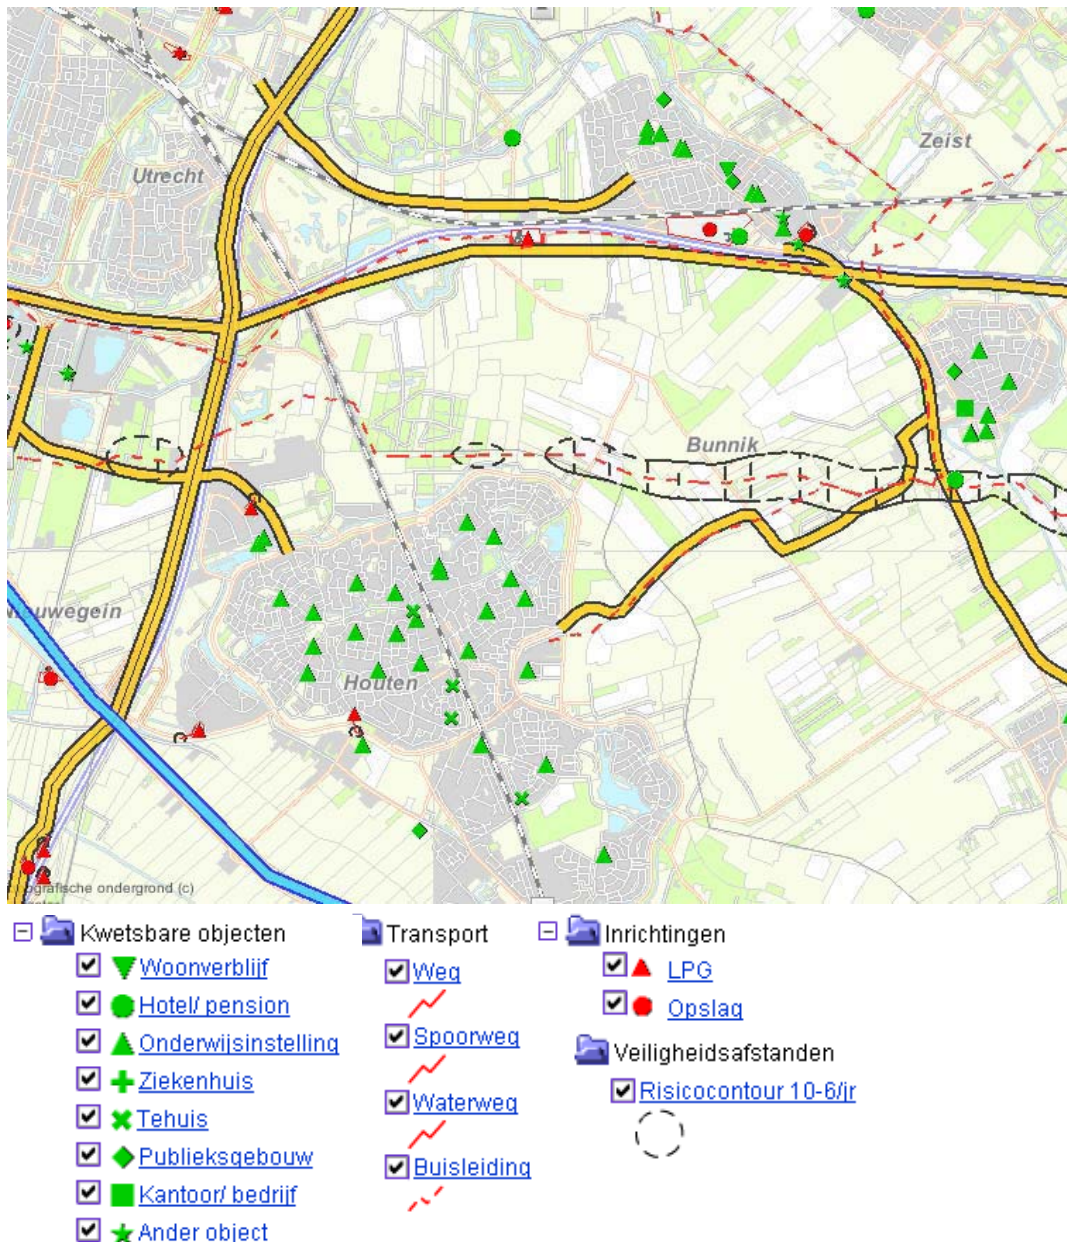 Zeist
Utrecht
Bunnik
Nieuwegein
Houten
ografische ondergrond (c)
Kwetsbare objecten
Woonverblijf
Hotel/ pension
Onderwijsinstelling
Ziekenhuis
Tehuis
Publieksgebouw
Kantoor/ bedrijf
Ander object
Transport
Weg
Spoorweg
Waterweg
Buisleiding
Inrichtingen
LPG
Opslag
Veiligheidsafstanden
Risicocontour 10-6/jr